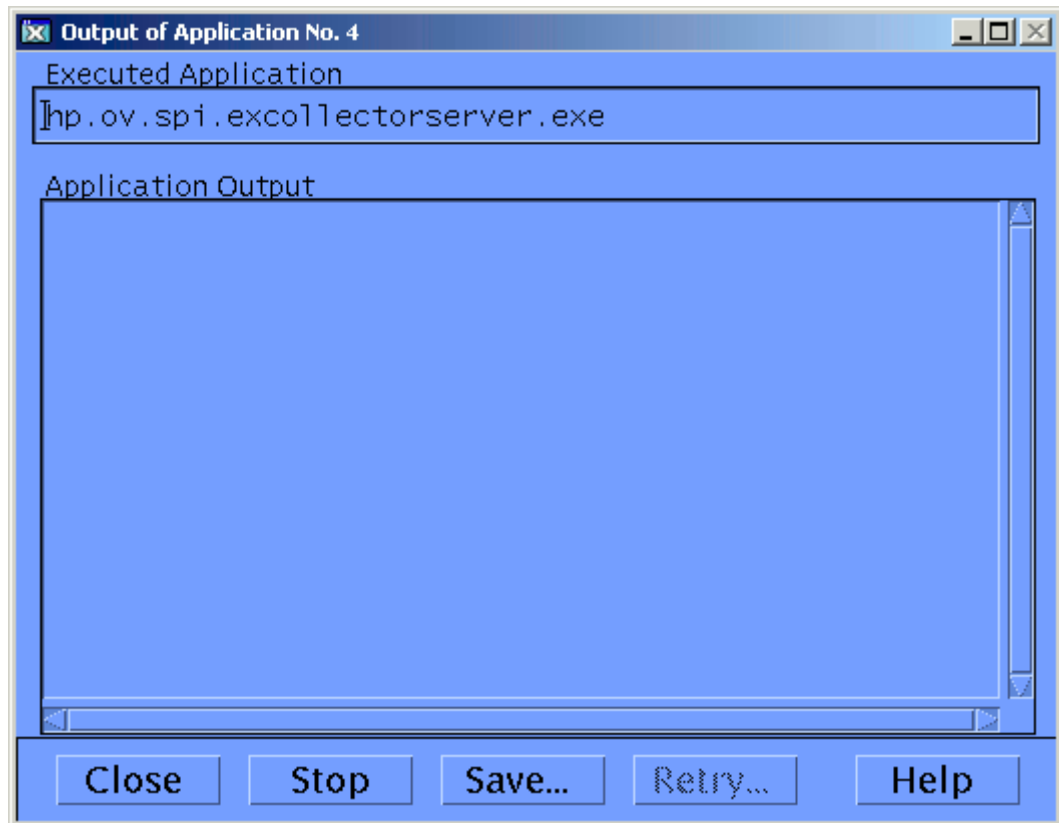 Output of Application No. 4
Executed Application
hp.ov.spi.excollectorserver.exe
Application Output
Close Stop Save... Retry... Help